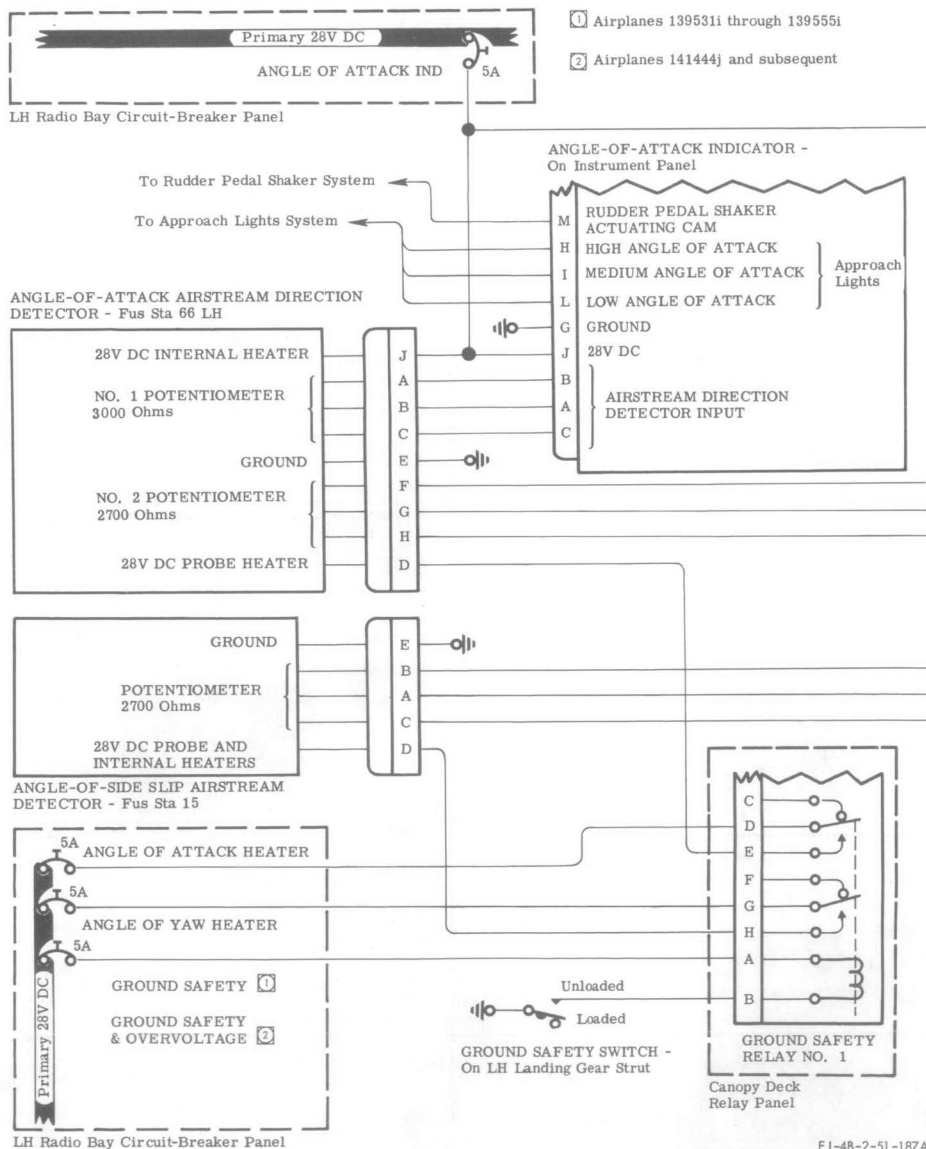 Primary 28V DC
ANGLE OF ATTACK IND
5A
LH Radio Bay Circuit-Breaker Panel
1 Airplanes 139531i through 139555i
2 Airplanes 141444j and subsequent
To Rudder Pedal Shaker System
To Approach Lights System
ANGLE-OF-ATTACK INDICATOR -
On Instrument Panel
M RUDDER PEDAL SHAKER
ACTUATING CAM
H HIGH ANGLE OF ATTACK
I MEDIUM ANGLE OF ATTACK
L LOW ANGLE OF ATTACK
Approach
Lights
G GROUND
J 28V DC
B
A
C
AIRSTREAM DIRECTION
DETECTOR INPUT
ANGLE-OF-ATTACK AIRSTREAM DIRECTION
DETECTOR - Fus Sta 66 LH
28V DC INTERNAL HEATER
NO. 1 POTENTIOMETER
3000 Ohms
GROUND
NO. 2 POTENTIOMETER
2700 Ohms
28V DC PROBE HEATER
J
A
B
C
E
F
G
H
D
GROUND
POTENTIOMETER
2700 Ohms
28V DC PROBE AND
INTERNAL HEATERS
E
B
A
C
D
ANGLE-OF-SIDE SLIP AIRSTREAM
DETECTOR - Fus Sta 15
5A ANGLE OF ATTACK HEATER
5A
ANGLE OF YAW HEATER
5A
GROUND SAFETY 1
GROUND SAFETY
& OVERVOLTAGE 2
Primary 28V DC
LH Radio Bay Circuit-Breaker Panel
Unloaded
Loaded
GROUND SAFETY SWITCH -
On LH Landing Gear Strut
C
D
E
F
G
H
A
B
GROUND SAFETY
RELAY NO. 1
Canopy Deck
Relay Panel
FJ-4B-2-51-187A